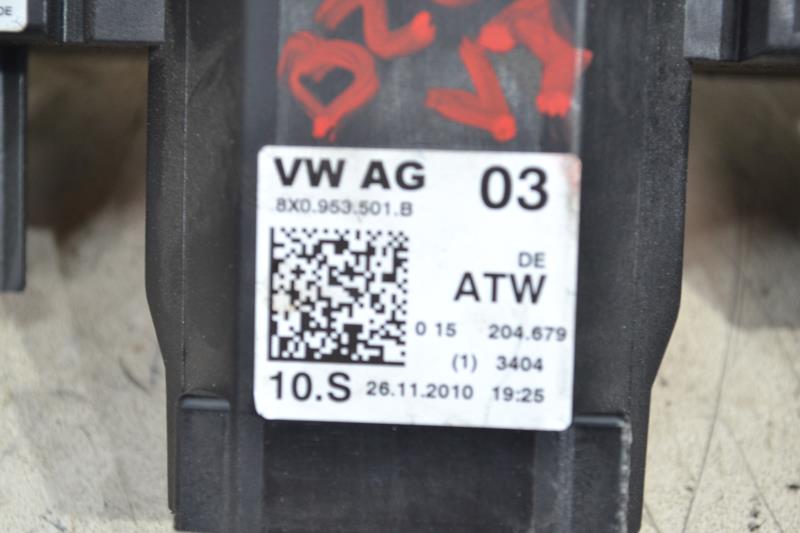 DE
VW AG 03
8X0.953.501.B
DE
ATW
0 15 204.679
(1) 3404
10.S 26.11.2010 19:25